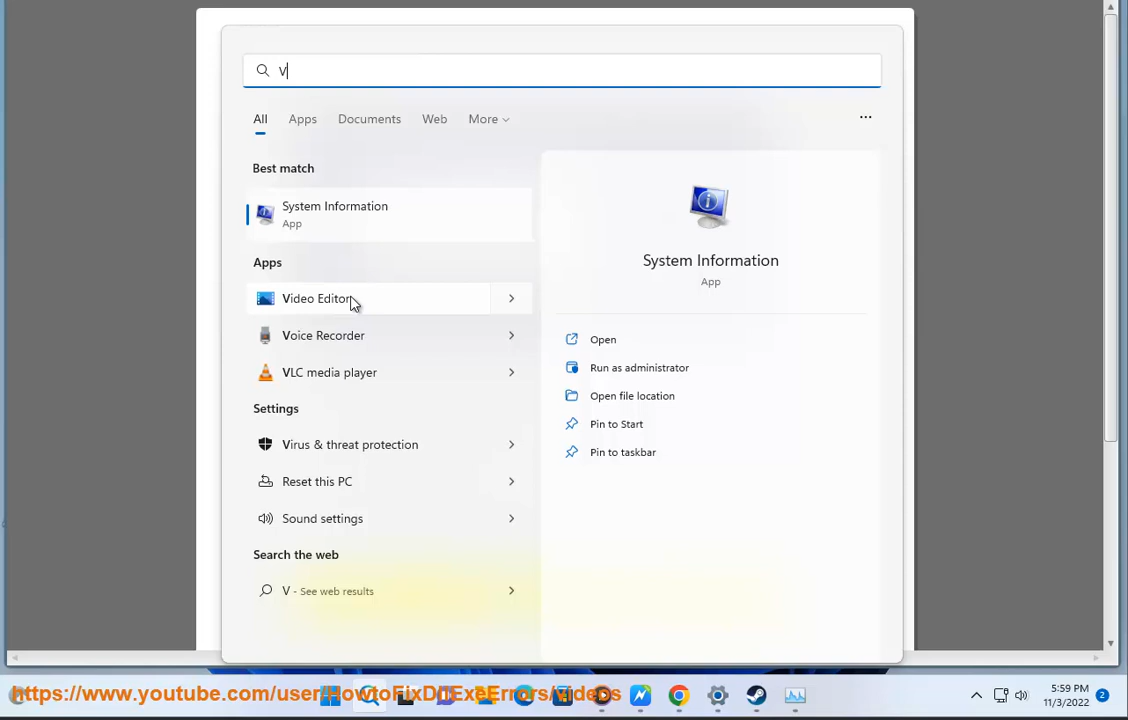 V
All Apps Documents Web More ...
Best match
System Information
App
System Information
App
Apps
Video Editor
Voice Recorder
VLC media player
Settings
Virus & threat protection
Reset this PC
Sound settings
Search the web
V - See web results
Open
Run as administrator
Open file location
Pin to Start
Pin to taskbar
https://www.youtube.com/user/HowtoFixDllExeErrors/videos
5:59 PM
11/3/2022
2